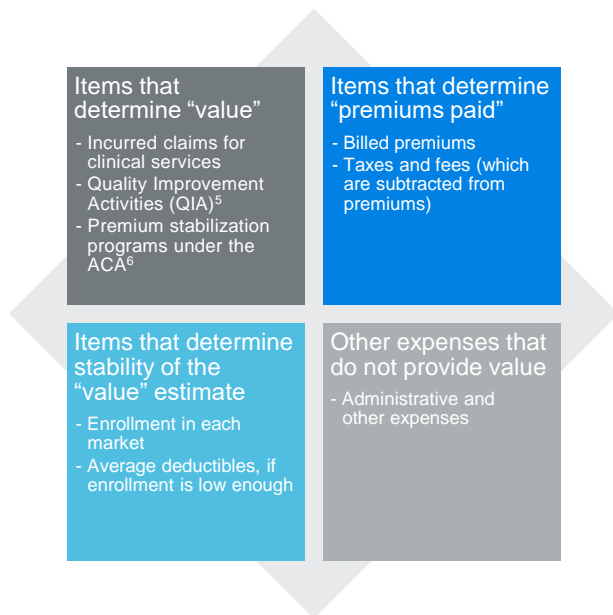 Items that
determine “value”
- Incurred claims for
clinical services
- Quality Improvement
Activities (QIA)⁵
- Premium stabilization
programs under the
ACA⁶
Items that determine
“premiums paid”
- Billed premiums
- Taxes and fees (which
are subtracted from
premiums)
Items that determine
stability of the
“value” estimate
- Enrollment in each
market
- Average deductibles, if
enrollment is low enough
Other expenses that
do not provide value
- Administrative and
other expenses